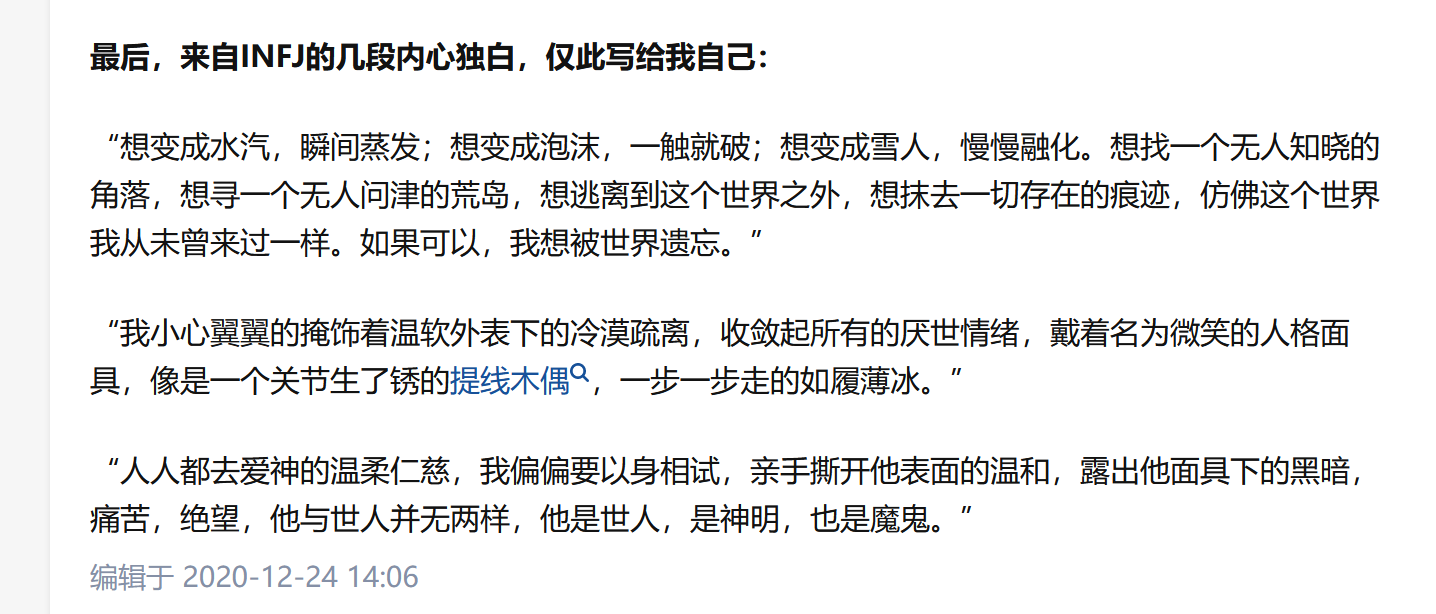 最后，来自INFJ的几段内心独白，仅此写给我自己：
“想变成水汽，瞬间蒸发；想变成泡沫，一触就破；想变成雪人，慢慢融化。想找一个无人知晓的
角落，想寻一个无人问津的荒岛，想逃离到这个世界之外，想抹去一切存在的痕迹，仿佛这个世界
我从未曾来过一样。如果可以，我想被世界遗忘。”
“我小心翼翼的掩饰着温软外表下的冷漠疏离，收敛起所有的厌世情绪，戴着名为微笑的人格面
具，像是一个关节生了锈的提线木偶，一步一步走的如履薄冰。”
“人人都去爱神的温柔仁慈，我偏偏要以身相试，亲手撕开他表面的温和，露出他面具下的黑暗，
痛苦，绝望，他与世人并无两样，他是世人，是神明，也是魔鬼。”
编辑于 2020-12-24 14:06